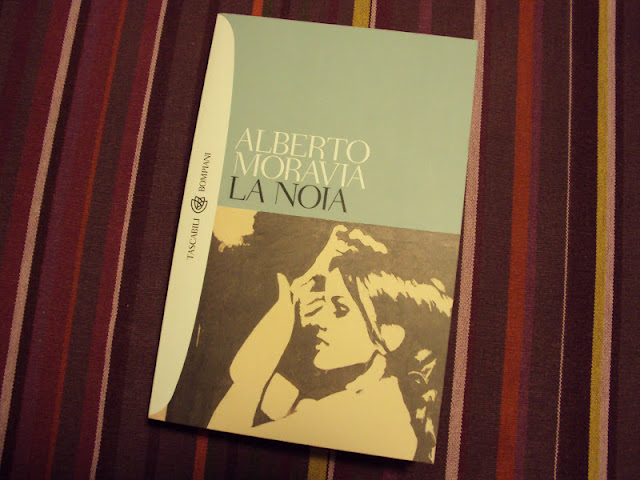 ALBERTO
MORAVIA
LA NOIA
TASCABILI BOMPIANI